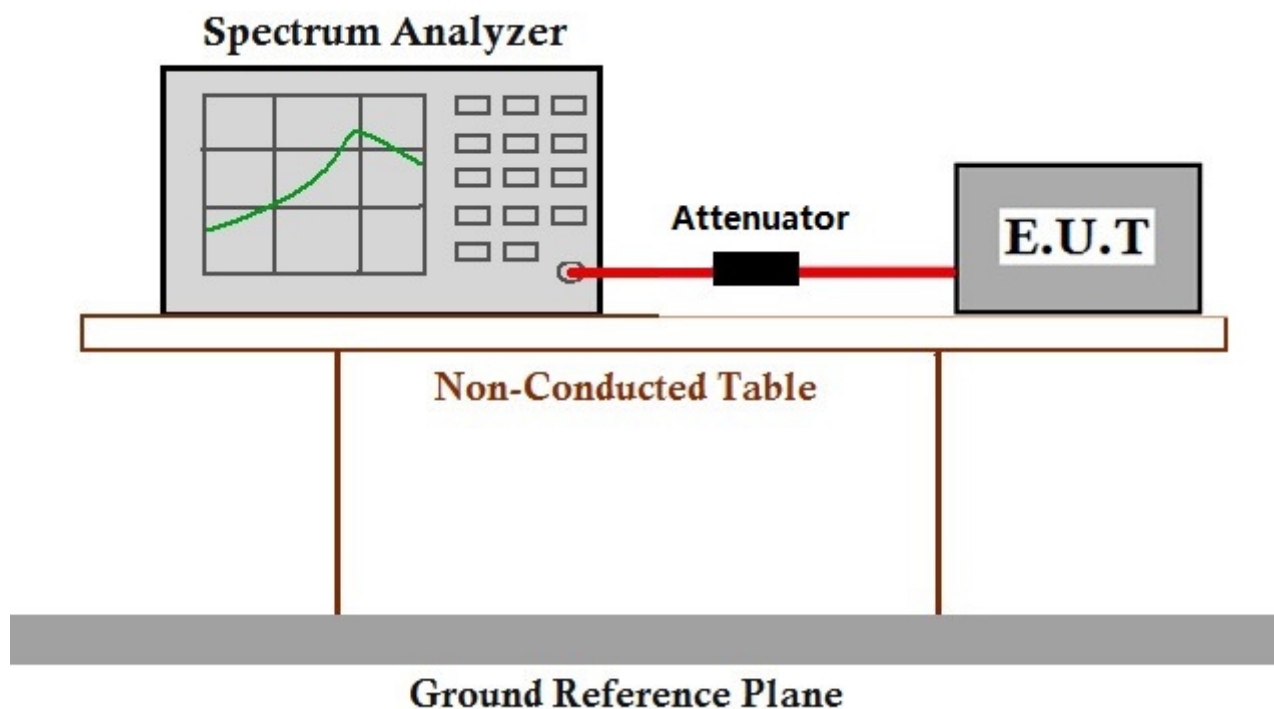 Spectrum Analyzer
Attenuator
E.U.T
Non-Conducted Table
Ground Reference Plane